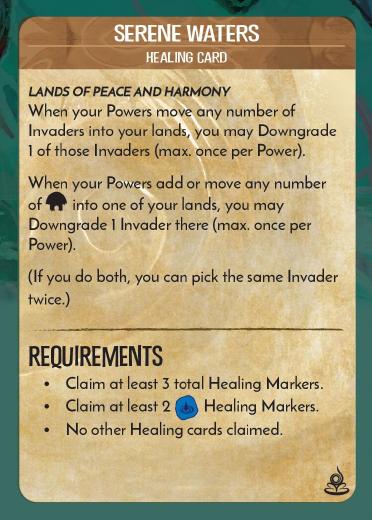 SERENE WATERS
HEALING CARD
LANDS OF PEACE AND HARMONY
When your Powers move any number of
Invaders into your lands, you may Downgrade
1 of those Invaders (max. once per Power).
When your Powers add or move any number
of into one of your lands, you may
Downgrade 1 Invader there (max. once per
Power).
(If you do both, you can pick the same Invader
twice.)
REQUIREMENTS
• Claim at least 3 total Healing Markers.
• Claim at least 2 Healing Markers.
• No other Healing cards claimed.